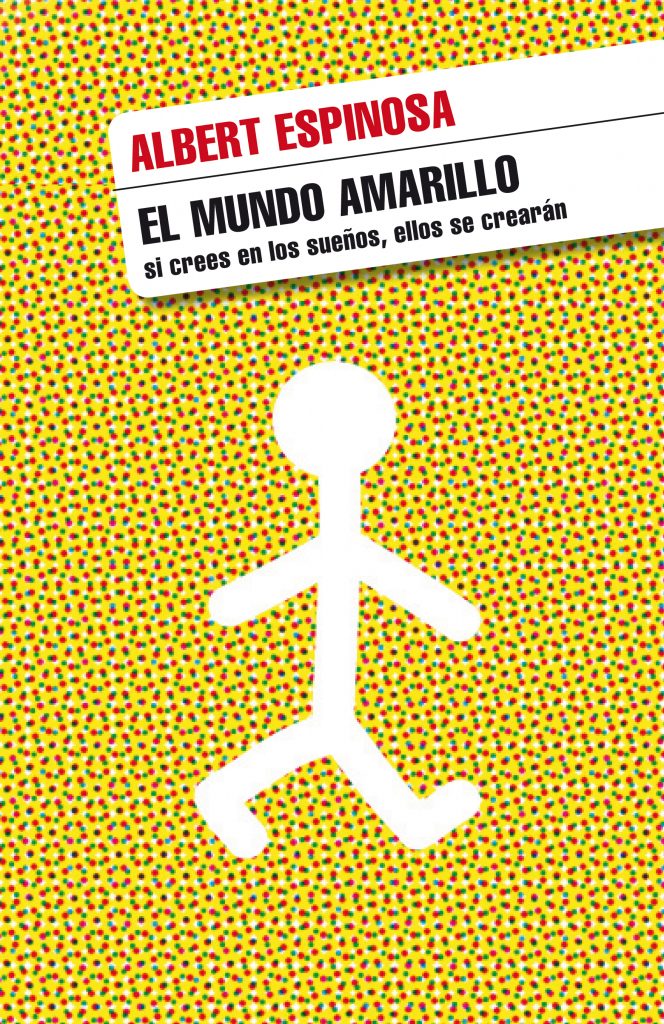 ALBERT ESPINOSA
EL MUNDO AMARILLO
si crees en los sueños, ellos se crearán